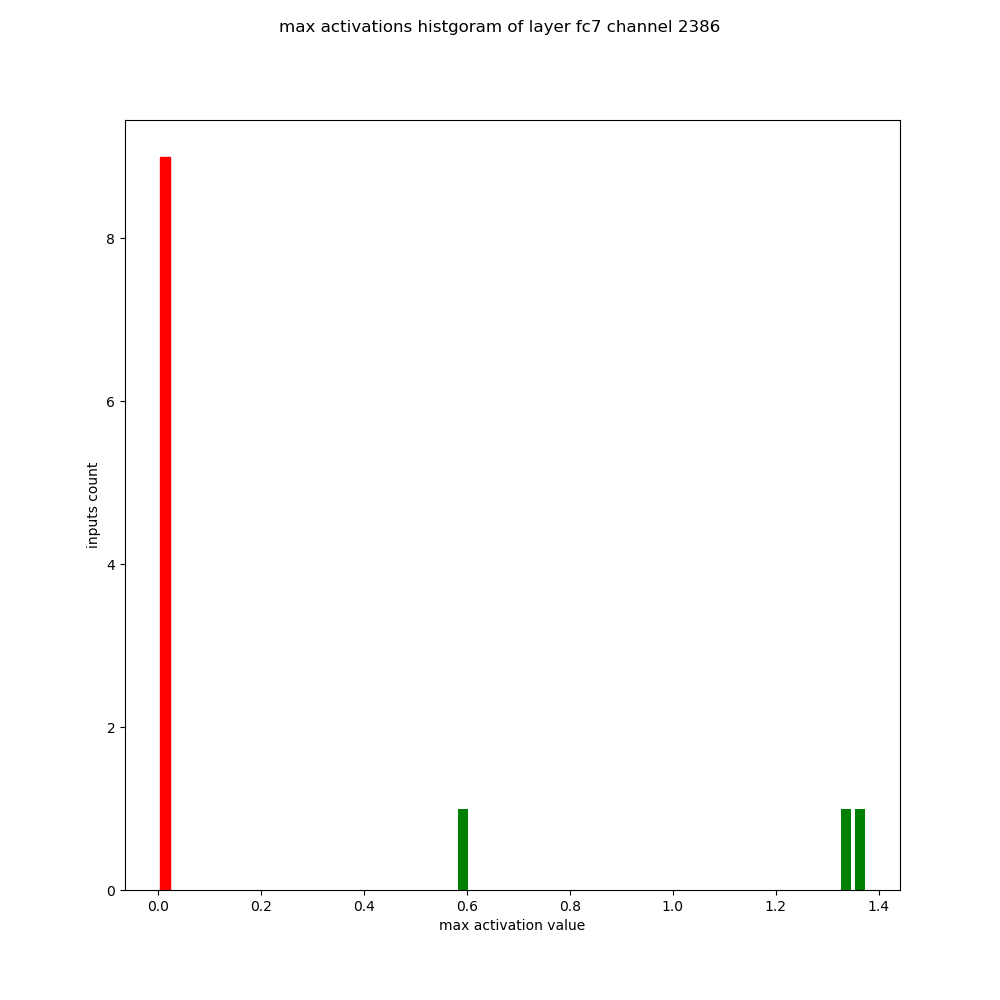 max activations histgoram of layer fc7 channel 2386
8
6
4
2
0
inputs count
0.0 0.2 0.4 0.6 0.8 1.0 1.2 1.4
max activation value